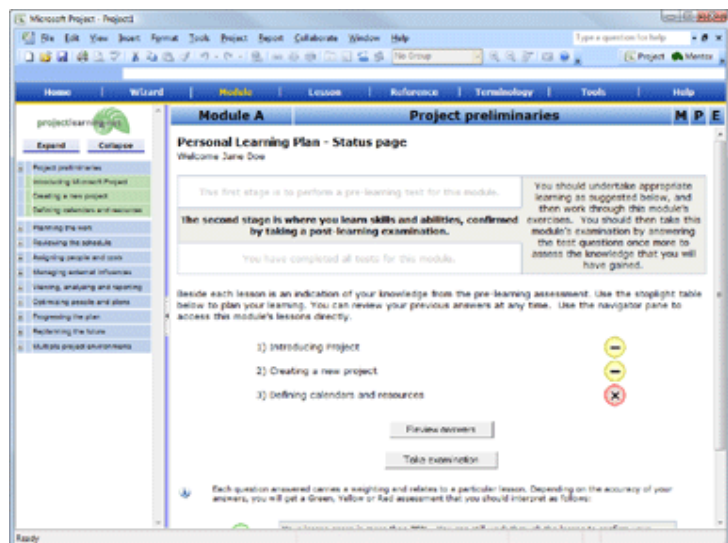 Microsoft Project - Project1
File Edit View Insert Format Tools Project Report Collaborate Window Help
Type a question for help
No Group
Project Mentor
Home | Wizard | Module | Lesson | Reference | Terminology | Tools | Help
projectlearning
Module A
Project preliminaries
M P E
Expand
Collapse
Project preliminaries
Introducing Microsoft Project
Creating a new project
Defining calendars and resources
Planning the work
Reviewing the schedule
Assigning people and costs
Managing external influences
Viewing, analysing and reporting
Optimising people and plans
Progressing the plan
Replanning the future
Multiple project environments
Personal Learning Plan - Status page
Welcome Jane Doe
The first stage is to perform a pre-learning test for this module.
The second stage is where you learn skills and abilities, confirmed
by taking a post-learning examination.
You have completed all tests for this module.
You should undertake appropriate
learning as suggested below, and
then work through this module's
exercises. You should then take this
module's examination by answering
the test questions once more to
assess the knowledge that you will
have gained.
Beside each lesson is an indication of your knowledge from the pre-learning assessment. Use the stoplight table
below to plan your learning. You can review your previous answers at any time. Use the navigator pane to
access this module's lessons directly.
1) Introducing Project
2) Creating a new project
3) Defining calendars and resources
Review answers
Take examination
Each question answered carries a weighting and relates to a particular lesson. Depending on the accuracy of your
answers, you will get a Green, Yellow or Red assessment that you should interpret as follows:
Ready